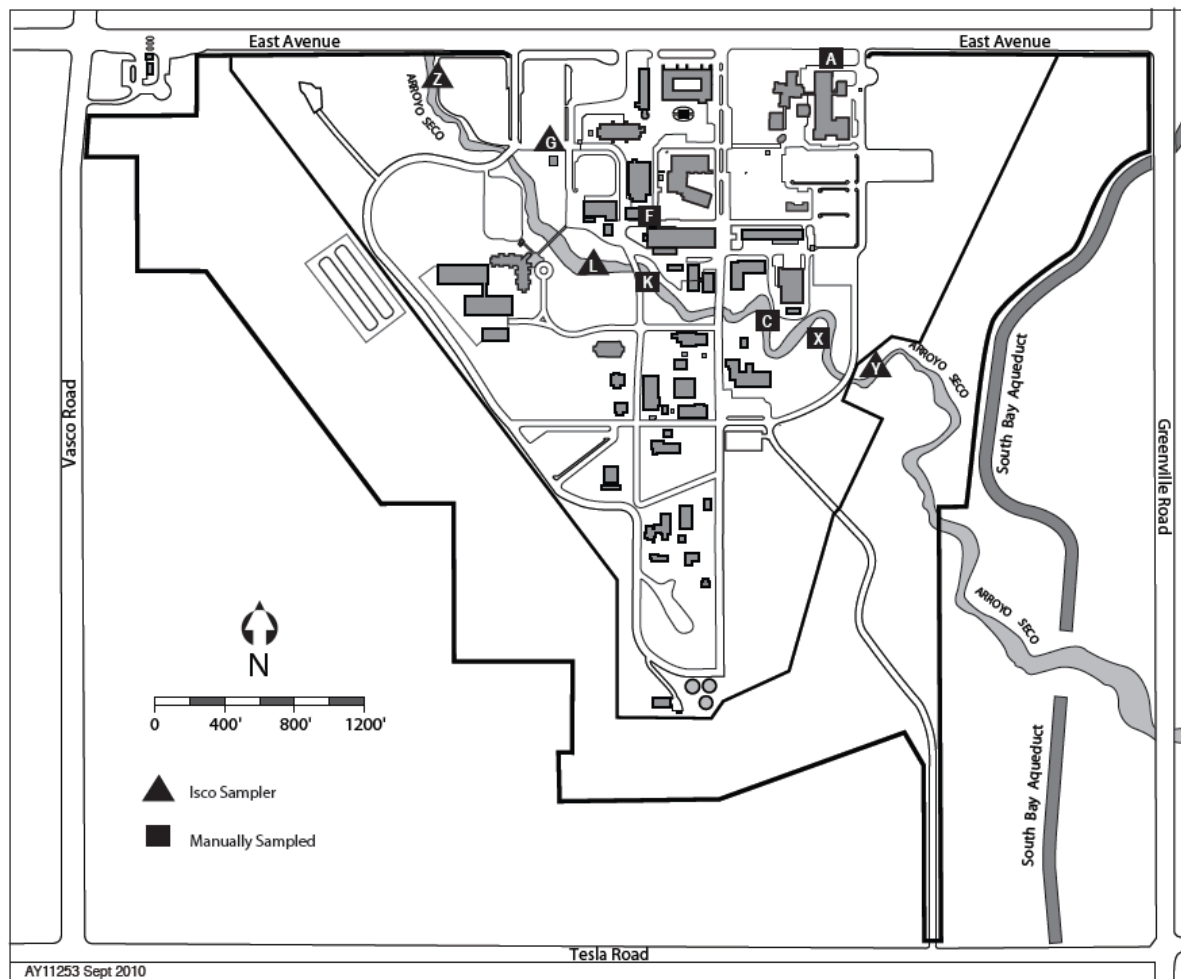 East Avenue
East Avenue
A
Z
ARROYO SECO
G
F
L
K
C
X
Y
ARROYO SECO
South Bay Aqueduct
Vasco Road
Greenville Road
ARROYO SECO
N
0 400' 800' 1200'
Isco Sampler
Manually Sampled
South Bay Aqueduct
Tesla Road
AY11253 Sept 2010